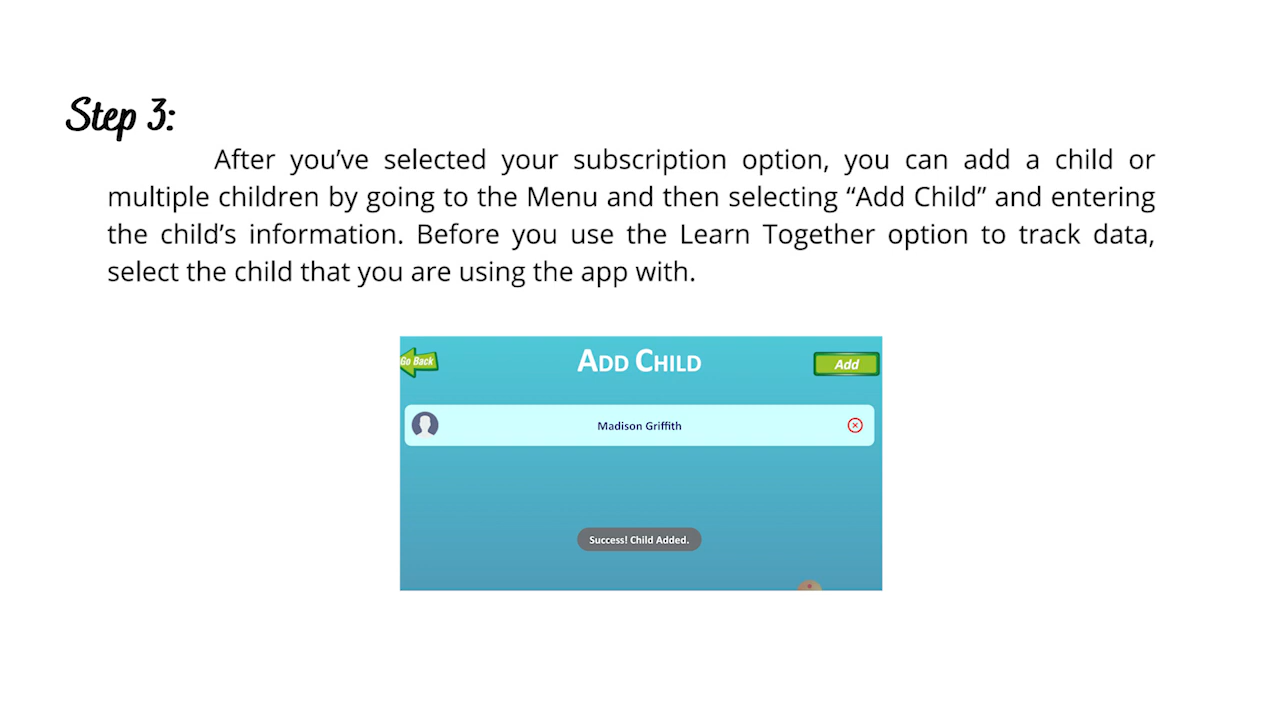 Step 3:
After you’ve selected your subscription option, you can add a child or
multiple children by going to the Menu and then selecting “Add Child” and entering
the child’s information. Before you use the Learn Together option to track data,
select the child that you are using the app with.
Go Back
ADD CHILD
Add
Madison Griffith
Success! Child Added.